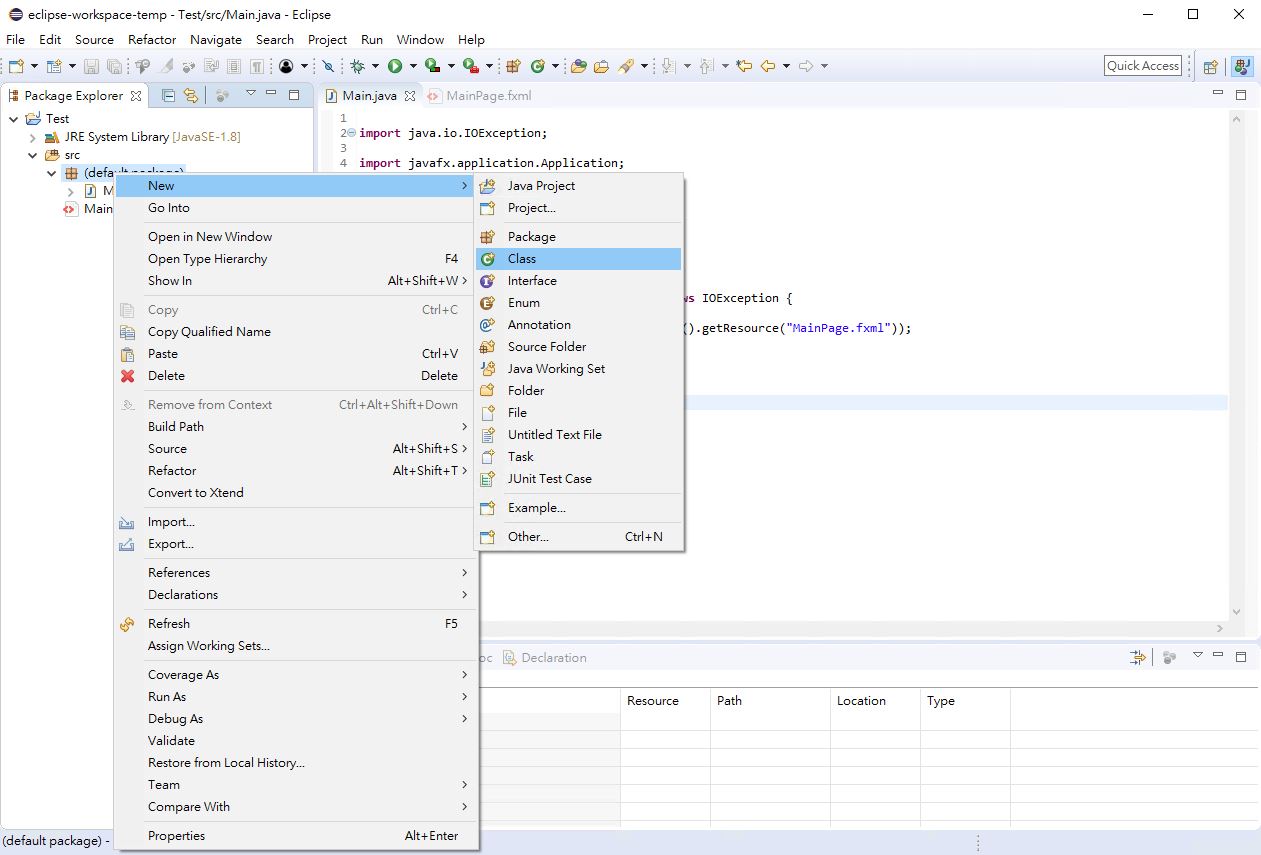 eclipse-workspace-temp - Test/src/Main.java - Eclipse
File Edit Source Refactor Navigate Search Project Run Window Help
Quick Access
Package Explorer
Main.java
MainPage.fxml
Test
JRE System Library [JavaSE-1.8]
src
(default package)
M
Main
1
2 import java.io.IOException;
3
4 import javafx.application.Application;
IOException {
().getResource("MainPage.fxml"));
New
Go Into
Open in New Window
Open Type Hierarchy F4
Show In Alt+Shift+W >
Copy Ctrl+C
Copy Qualified Name
Paste Ctrl+V
Delete Delete
Remove from Context Ctrl+Alt+Shift+Down
Build Path
Source Alt+Shift+S >
Refactor Alt+Shift+T >
Convert to Xtend
Import...
Export...
References
Declarations
Refresh F5
Assign Working Sets...
Coverage As
Run As
Debug As
Validate
Restore from Local History...
Team
Compare With
Properties Alt+Enter
Java Project
Project...
Package
Class
Interface
Enum
Annotation
Source Folder
Java Working Set
Folder
File
Untitled Text File
Task
JUnit Test Case
Example...
Other... Ctrl+N
oc
Declaration
Resource Path Location Type
(default package) -